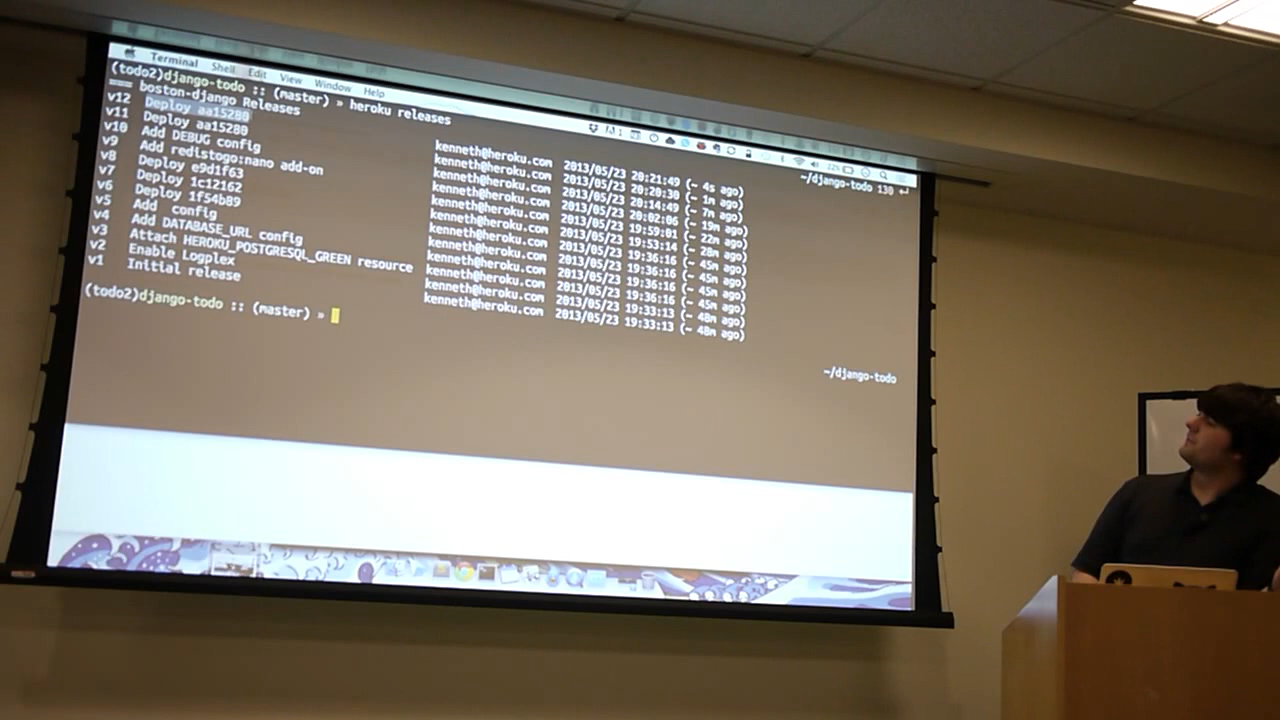 Terminal Shell Edit View Window Help
(todo2)django-todo :: (master) » heroku releases ~/django-todo 130 ↵
=== boston-django Releases
v12 Deploy aa15280 kenneth@heroku.com 2013/05/23 20:21:49 (~ 4s ago)
v11 Deploy aa15280 kenneth@heroku.com 2013/05/23 20:20:30 (~ 1m ago)
v10 Add DEBUG config kenneth@heroku.com 2013/05/23 20:14:49 (~ 7m ago)
v9 Add redistogo:nano add-on kenneth@heroku.com 2013/05/23 20:02:06 (~ 19m ago)
v8 Deploy e9d1f63 kenneth@heroku.com 2013/05/23 19:59:01 (~ 22m ago)
v7 Deploy 1c12162 kenneth@heroku.com 2013/05/23 19:53:14 (~ 28m ago)
v6 Deploy 1f54b89 kenneth@heroku.com 2013/05/23 19:36:16 (~ 45m ago)
v5 Add config kenneth@heroku.com 2013/05/23 19:36:16 (~ 45m ago)
v4 Add DATABASE_URL config kenneth@heroku.com 2013/05/23 19:36:16 (~ 45m ago)
v3 Attach HEROKU_POSTGRESQL_GREEN resource kenneth@heroku.com 2013/05/23 19:36:16 (~ 45m ago)
v2 Enable Logplex kenneth@heroku.com 2013/05/23 19:33:13 (~ 48m ago)
v1 Initial release kenneth@heroku.com 2013/05/23 19:33:13 (~ 48m ago)
(todo2)django-todo :: (master) » ~/django-todo